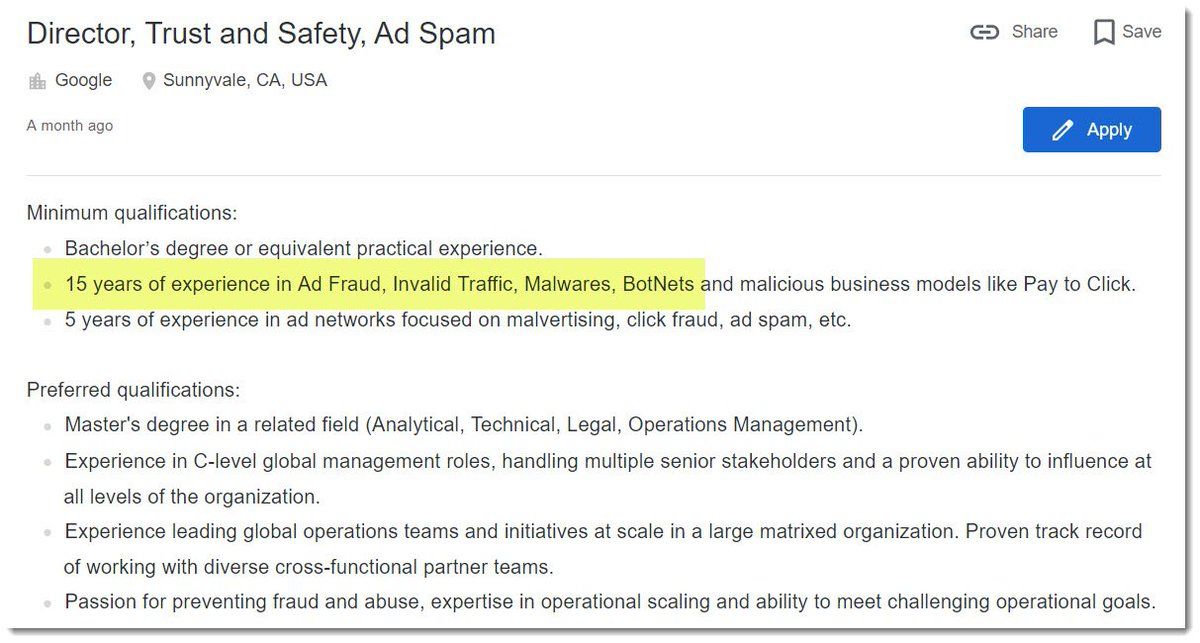 Director, Trust and Safety, Ad Spam
Share
Save
Google
Sunnyvale, CA, USA
A month ago
Apply
Minimum qualifications:
Bachelor’s degree or equivalent practical experience.
15 years of experience in Ad Fraud, Invalid Traffic, Malwares, BotNets and malicious business models like Pay to Click.
5 years of experience in ad networks focused on malvertising, click fraud, ad spam, etc.
Preferred qualifications:
Master's degree in a related field (Analytical, Technical, Legal, Operations Management).
Experience in C-level global management roles, handling multiple senior stakeholders and a proven ability to influence at
all levels of the organization.
Experience leading global operations teams and initiatives at scale in a large matrixed organization. Proven track record
of working with diverse cross-functional partner teams.
Passion for preventing fraud and abuse, expertise in operational scaling and ability to meet challenging operational goals.